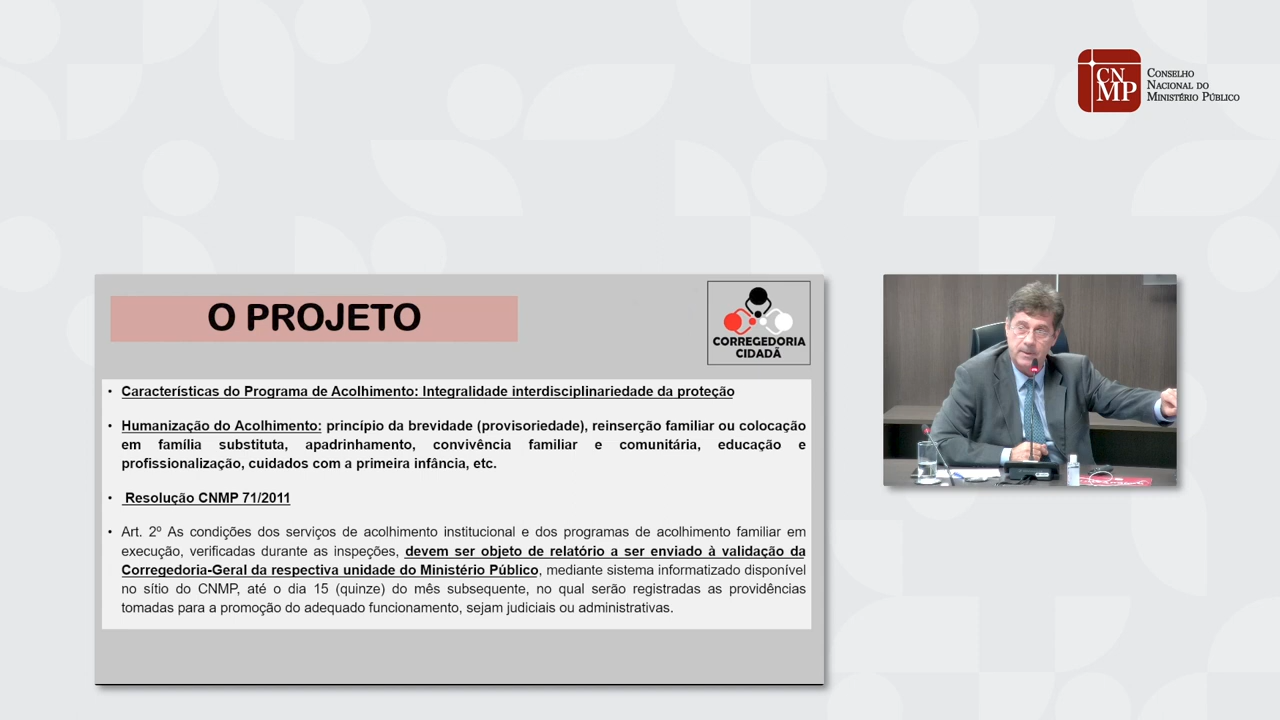 CN
MP
Conselho
Nacional do
Ministério Público
O PROJETO
CORREGEDORIA
CIDADÃ
• Características do Programa de Acolhimento: Integralidade interdisciplinariedade da proteção
• Humanização do Acolhimento: princípio da brevidade (provisoriedade), reinserção familiar ou colocação
em família substituta, apadrinhamento, convivência familiar e comunitária, educação e
profissionalização, cuidados com a primeira infância, etc.
• Resolução CNMP 71/2011
• Art. 2º As condições dos serviços de acolhimento institucional e dos programas de acolhimento familiar em
execução, verificadas durante as inspeções, devem ser objeto de relatório a ser enviado à validação da
Corregedoria-Geral da respectiva unidade do Ministério Público, mediante sistema informatizado disponível
no sítio do CNMP, até o dia 15 (quinze) do mês subsequente, no qual serão registradas as providências
tomadas para a promoção do adequado funcionamento, sejam judiciais ou administrativas.